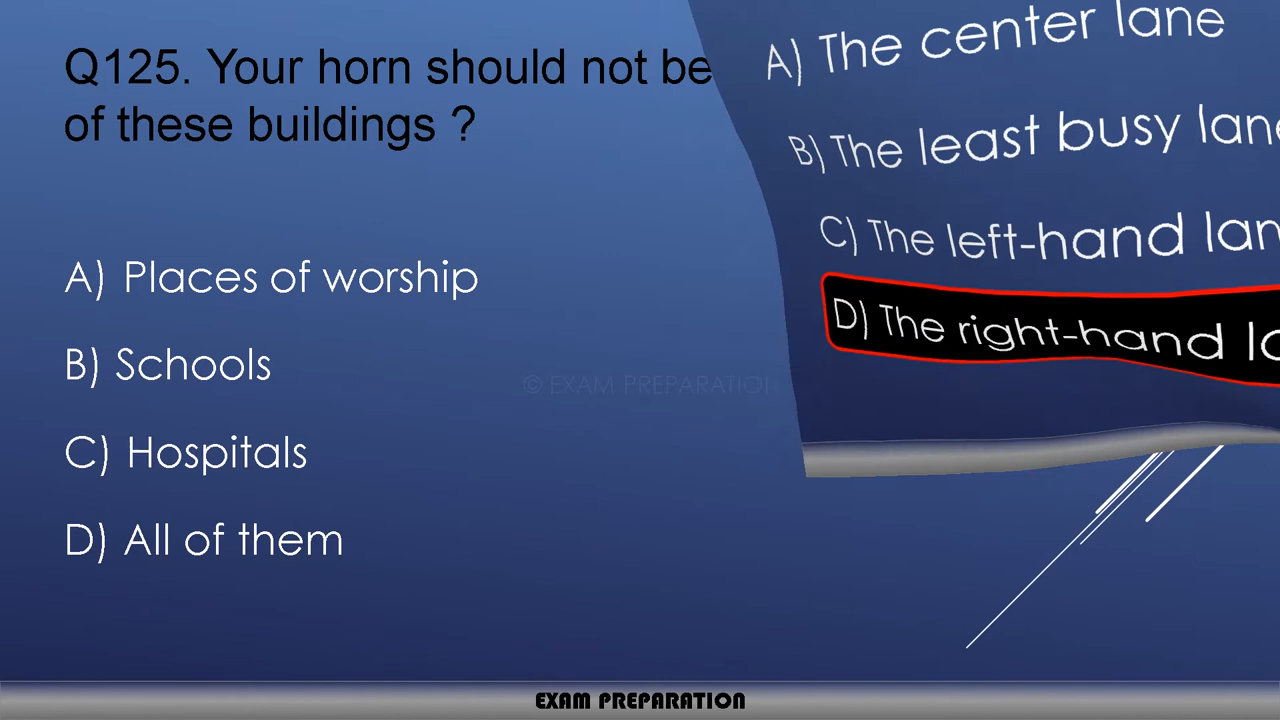 Q125. Your horn should not be
of these buildings ?
A) Places of worship
B) Schools
C) Hospitals
D) All of them
A) The center lane
B) The least busy lane
C) The left-hand lan
D) The right-hand la
© EXAM PREPARATION
EXAM PREPARATION